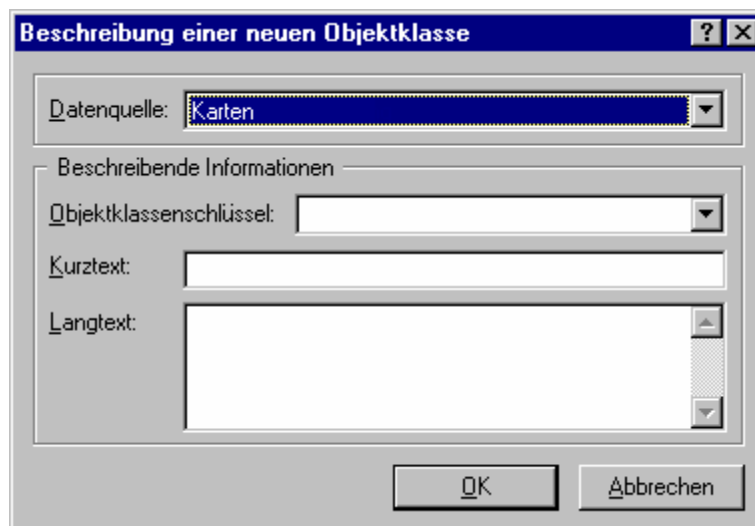 Beschreibung einer neuen Objektklasse
Datenquelle: Karten
Beschreibende Informationen
Objektklassenschlüssel:
Kurztext:
Langtext:
OK Abbrechen